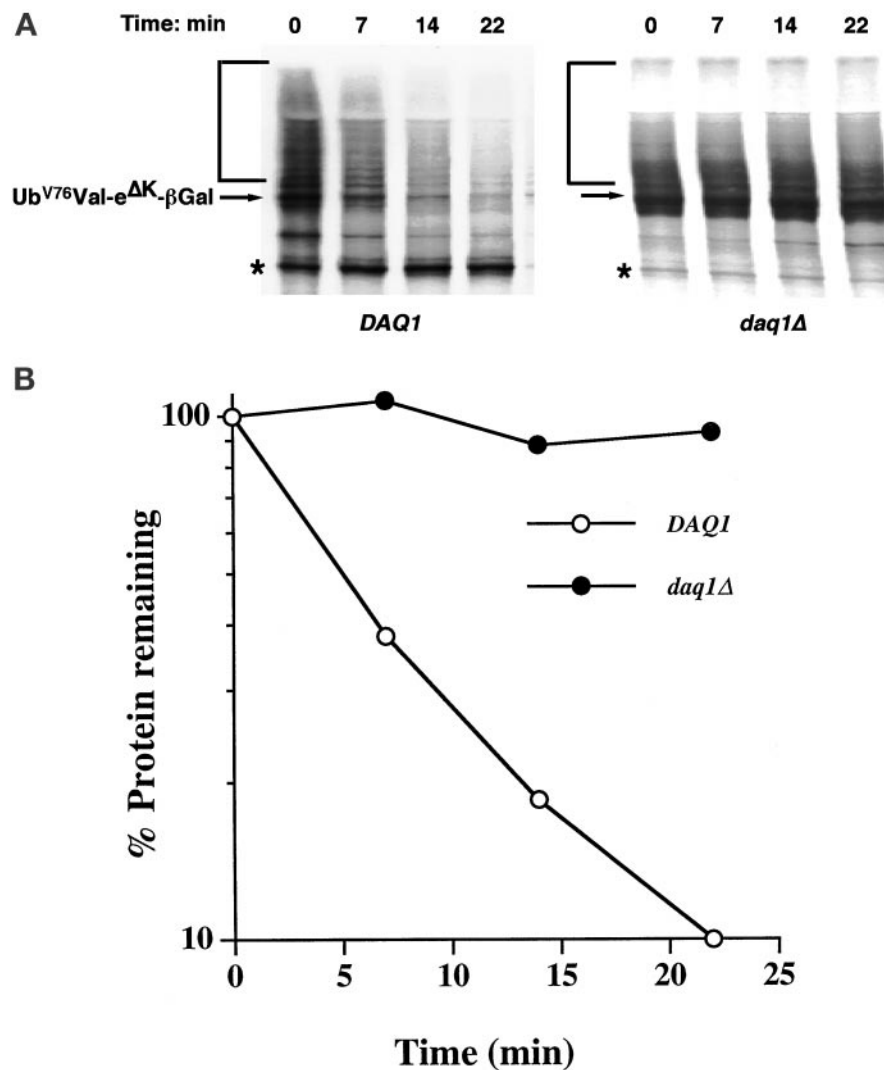 A
Time: min 0 7 14 22 0 7 14 22
Ub^V76Val-e^ΔK-βGal
* *
DAQ1 daq1Δ
B
100
DAQ1
daq1Δ
% Protein remaining
10
0 5 10 15 20 25
Time (min)